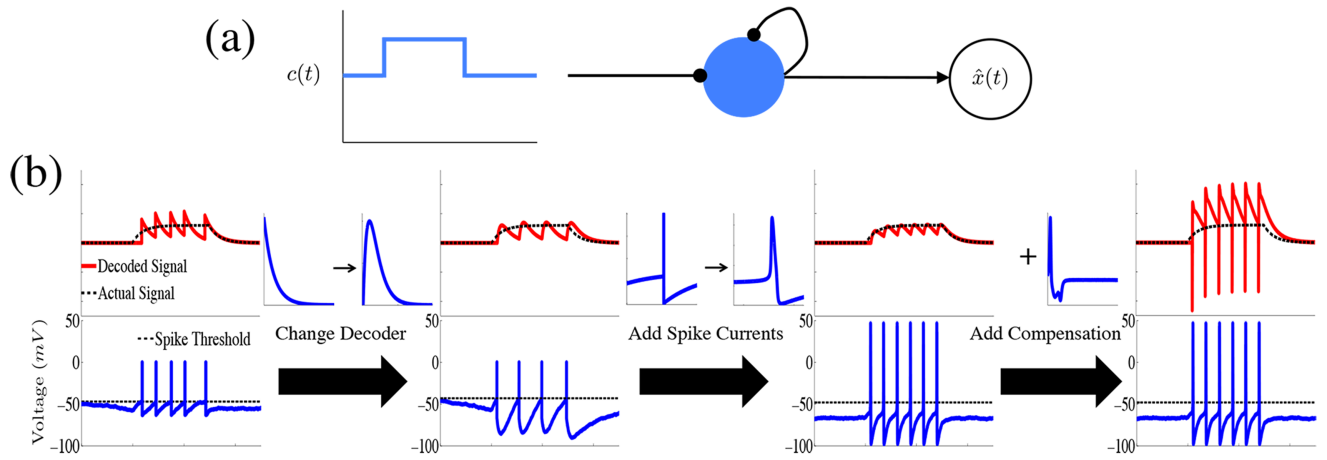 (a)
c(t)
x̂(t)
(b)
Decoded Signal
Actual Signal
→
→
+
Change Decoder
Add Spike Currents
Add Compensation
Spike Threshold
Voltage (mV)
50
0
−50
−100
50
0
−50
−100
50
0
−50
−100
50
0
−50
−100